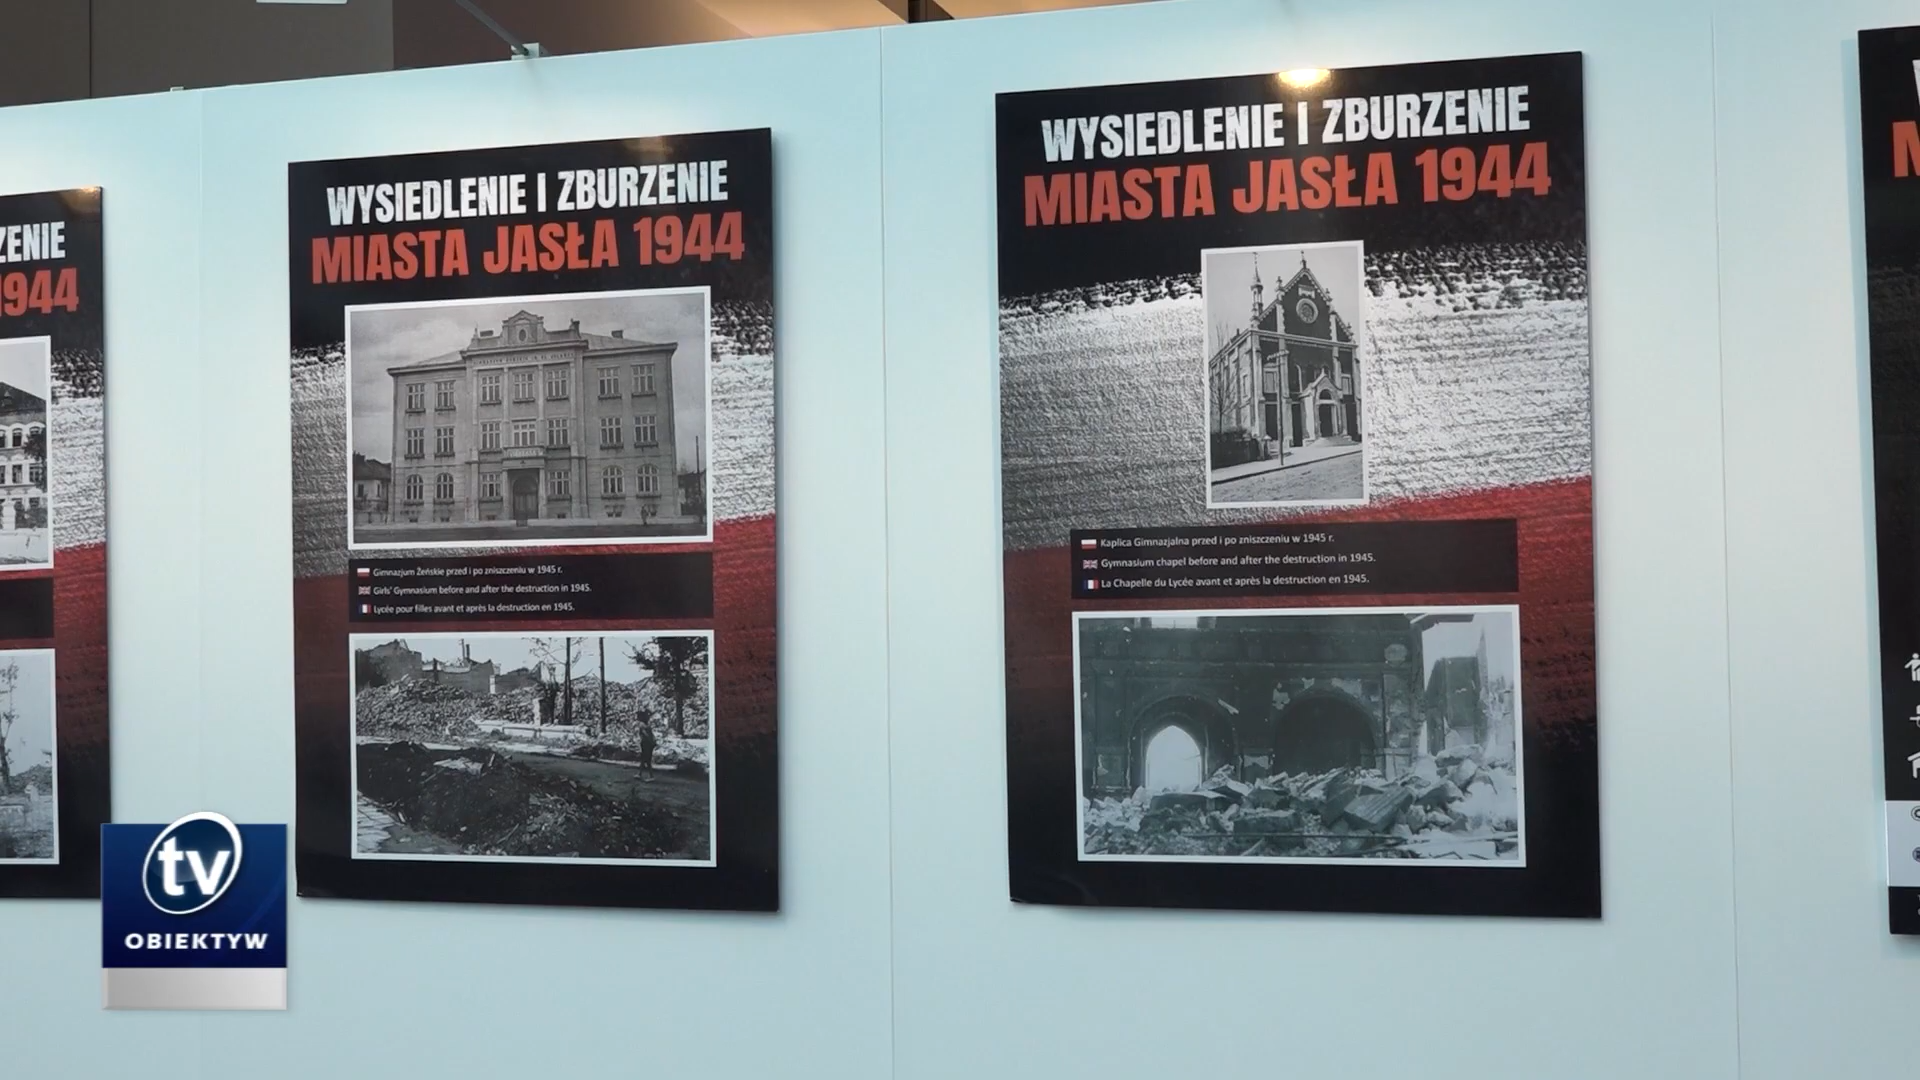 ZENIE
1944
WYSIEDLENIE I ZBURZENIE
MIASTA JASŁA 1944
Gimnazjum Żeńskie przed i po zniszczeniu w 1945 r.
Girls' Gymnasium before and after the destruction in 1945.
Lycée pour filles avant et après la destruction en 1945.
WYSIEDLENIE I ZBURZENIE
MIASTA JASŁA 1944
Kaplica Gimnazjalna przed i po zniszczeniu w 1945 r.
Gymnasium chapel before and after the destruction in 1945.
La Chapelle du Lycée avant et après la destruction en 1945.
M
tv
OBIEKTYW